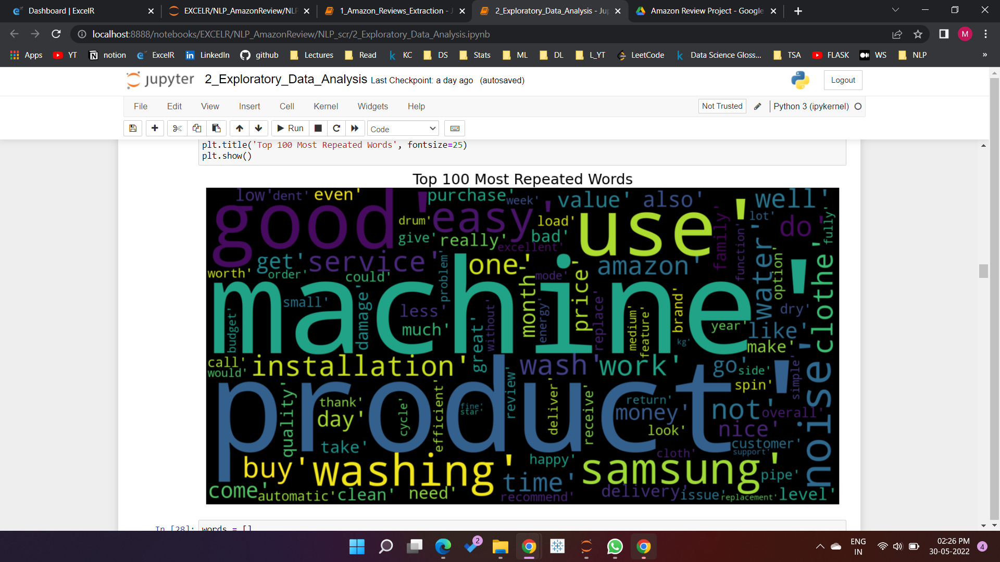 Dashboard | ExcelR
EXCELR/NLP_AmazonReview/NLP
1_Amazon_Reviews_Extraction - J
2_Exploratory_Data_Analysis - Jup
Amazon Review Project - Google
localhost:8888/notebooks/EXCELR/NLP_AmazonReview/NLP_scr/2_Exploratory_Data_Analysis.ipynb
M
Apps YT notion ExcelR LinkedIn github Lectures Read KC DS Stats ML DL L_YT LeetCode Data Science Gloss... TSA FLASK WS NLP »
jupyter 2_Exploratory_Data_Analysis Last Checkpoint: a day ago (autosaved)
Logout
File Edit View Insert Cell Kernel Widgets Help
Not Trusted
Python 3 (ipykernel)
Run
Code
plt.title('Top 100 Most Repeated Words', fontsize=25)
plt.show()
Top 100 Most Repeated Words
low' dent' even' purchase' week' value' also' well'
good' easy' use' drum' load' family' lot' do' fully'
give' really' bad' excellent' function'
get' service' problem' one' amazon' water' option' clothe'
worth' order' could' mode' month' price'
machine'
small' damage' less' much' budget' great' without' energy' replace' medium' feature' brand' kg' year' dry' like' make'
call' would' installation' wash' work' go' side' simple' noise'
product'
spin' quality' thank' day' cycle' efficient' fine' star' review' deliver' receive' return' money' look' not' overall' nice'
take' customer' cloth' support'
buy' washing' happy' samsung' pipe'
time'
come' automatic' clean' need' recommend' delivery' issue' replacement' level'
In [28]: words = []
2
ENG
IN
02:26 PM
30-05-2022
4